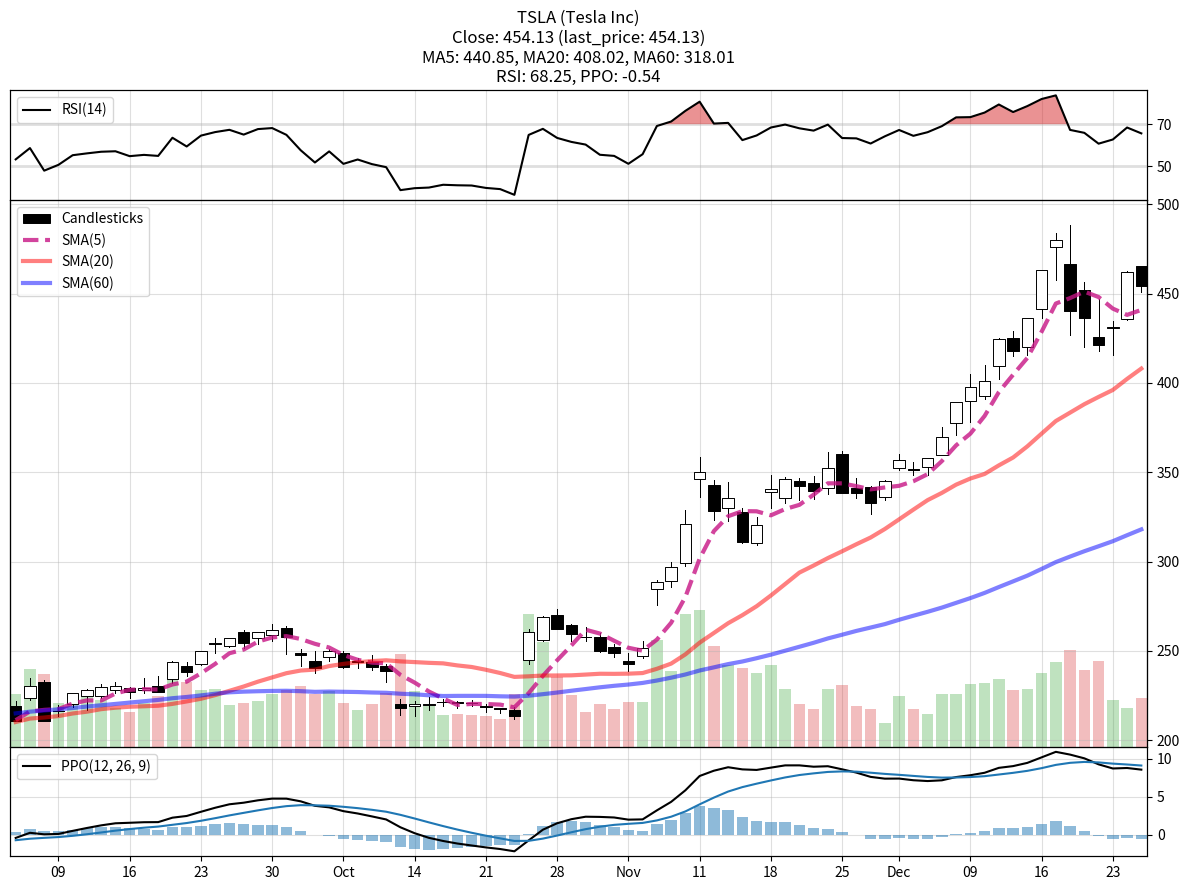 TSLA (Tesla Inc)
Close: 454.13 (last_price: 454.13)
MA5: 440.85, MA20: 408.02, MA60: 318.01
RSI: 68.25, PPO: -0.54
RSI(14)
70
50
Candlesticks
SMA(5)
SMA(20)
SMA(60)
500
450
400
350
300
250
200
PPO(12, 26, 9)
10
5
0
09 16 23 30 Oct 14 21 28 Nov 11 18 25 Dec 09 16 23